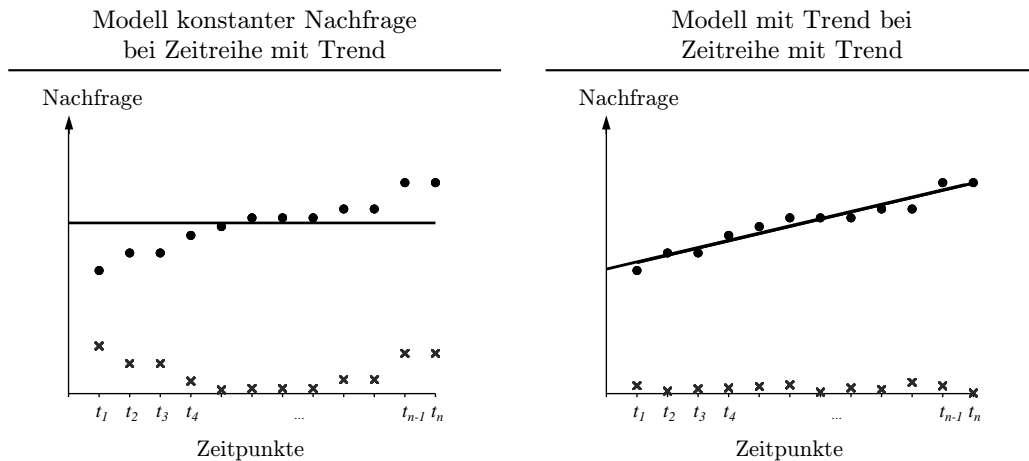 Modell konstanter Nachfrage
bei Zeitreihe mit Trend
Nachfrage
t1 t2 t3 t4 ... tn-1 tn
Zeitpunkte
Modell mit Trend bei
Zeitreihe mit Trend
Nachfrage
t1 t2 t3 t4 ... tn-1 tn
Zeitpunkte